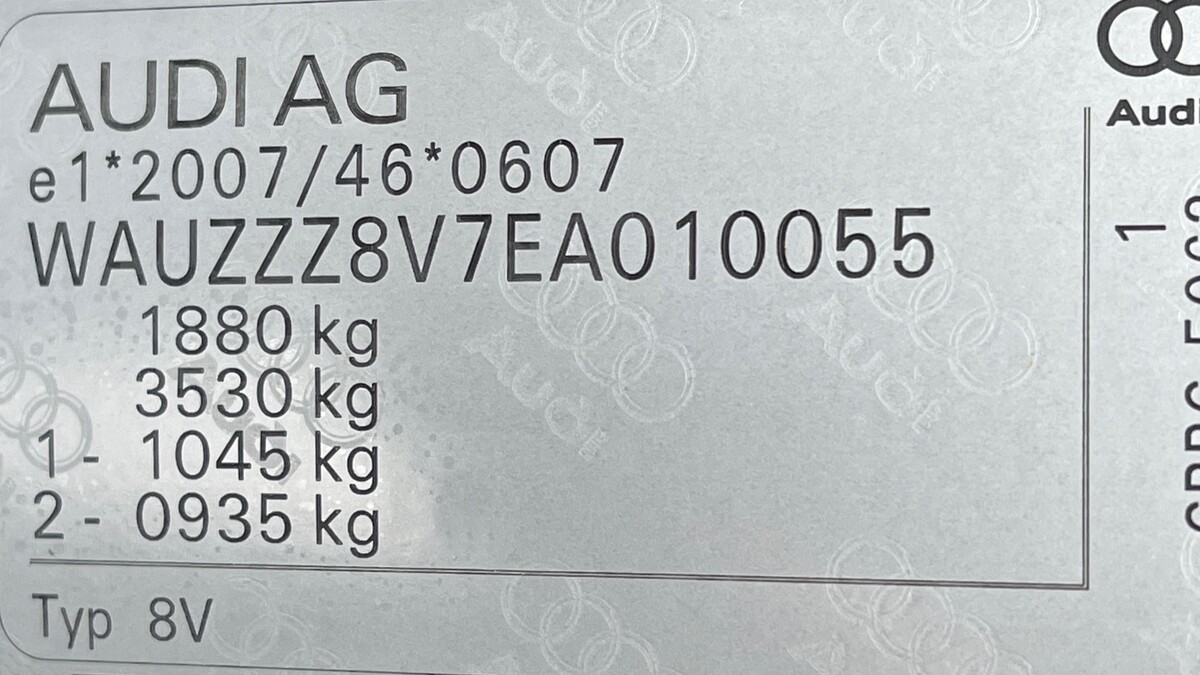 AUDI AG
e1*2007/46*0607
WAUZZZ8V7EA010055
1880 kg
3530 kg
1- 1045 kg
2- 0935 kg
Typ 8V
Audi
1